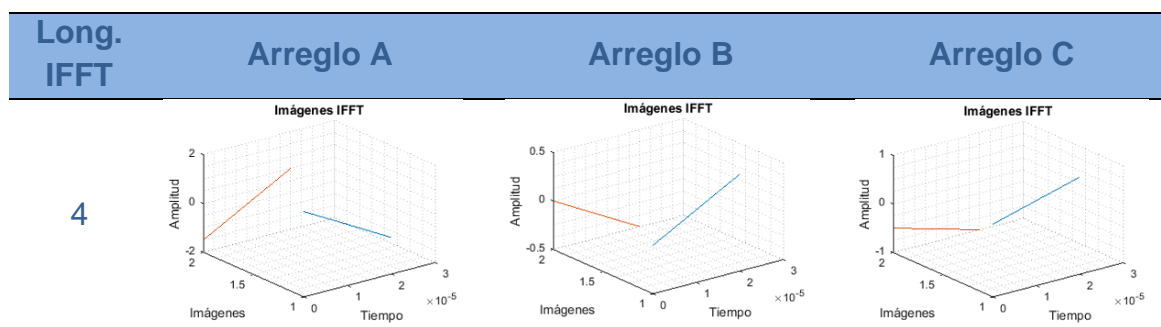 Long. IFFT
Arreglo A
Arreglo B
Arreglo C
4
Imágenes IFFT
2
0
-2
Amplitud
2
1.5
1
Imágenes
0
1
2
3
×10-5
Tiempo
Imágenes IFFT
0.5
0
-0.5
Amplitud
2
1.5
1
Imágenes
0
1
2
3
×10-5
Tiempo
Imágenes IFFT
1
0
-1
Amplitud
2
1.5
1
Imágenes
0
1
2
3
×10-5
Tiempo